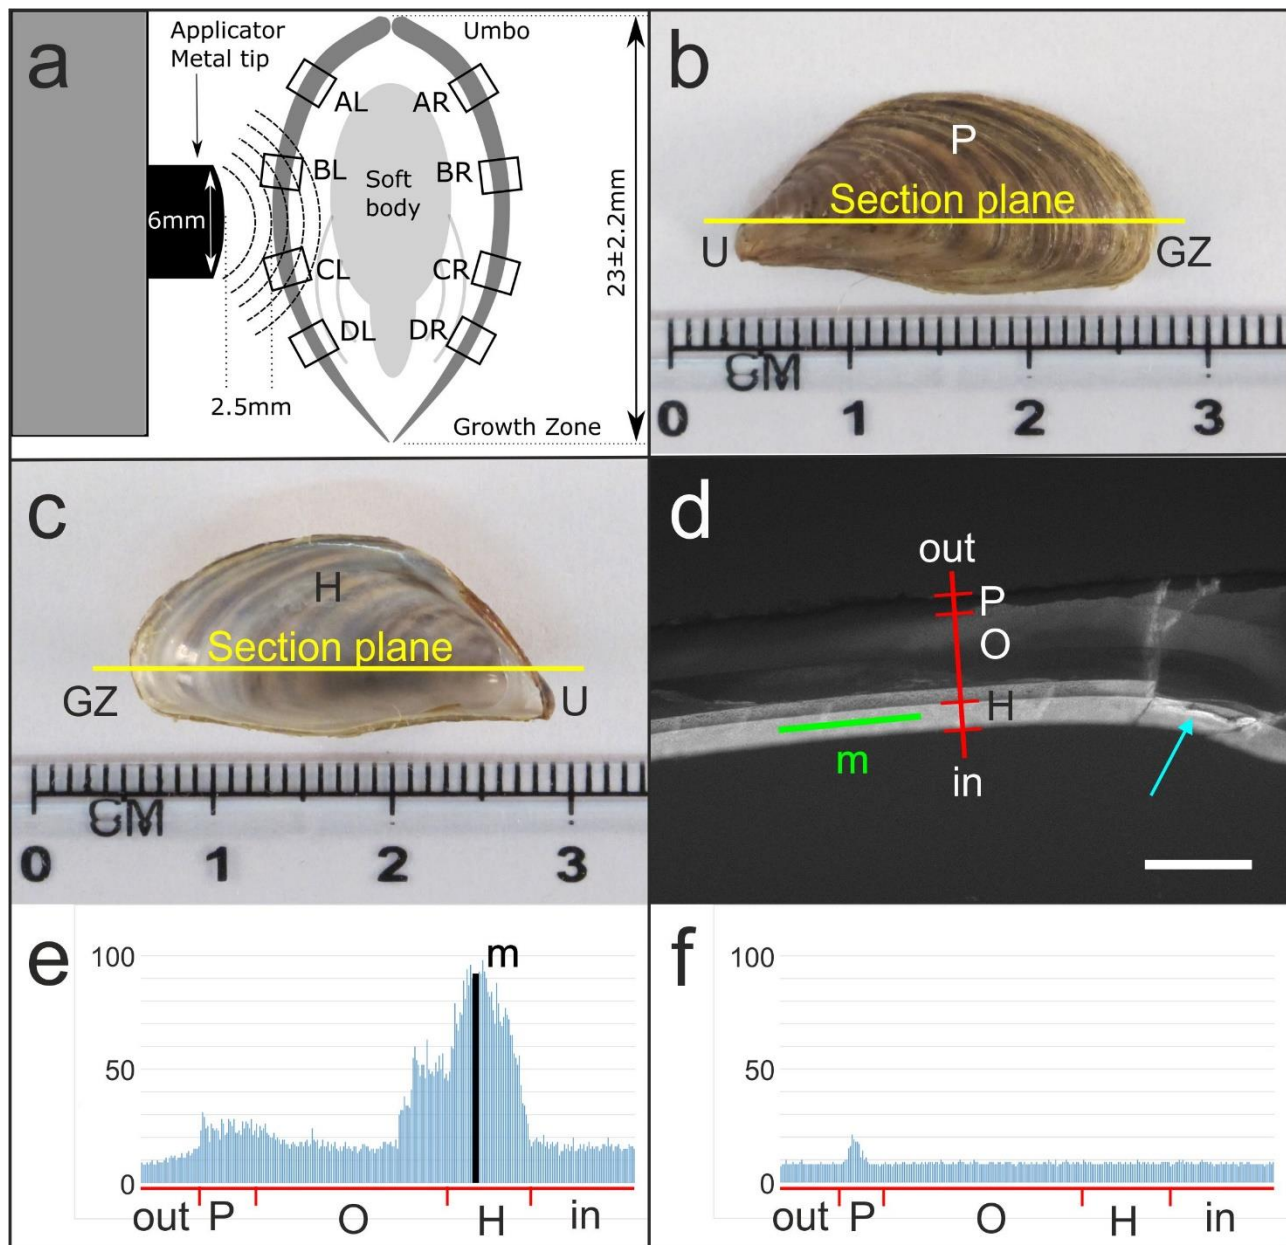 a
Applicator
Metal tip
Umbo
AL AR
BL BR
Soft
body
6mm
CL CR
DL DR
2.5mm
23±2.2mm
Growth Zone
b
P
Section plane
U GZ
CM
0 1 2 3
c
H
Section plane
GZ U
CM
0 1 2 3
d
out
P
O
H
m
in
e
m
100
50
0
out P O H in
f
100
50
0
out P O H in